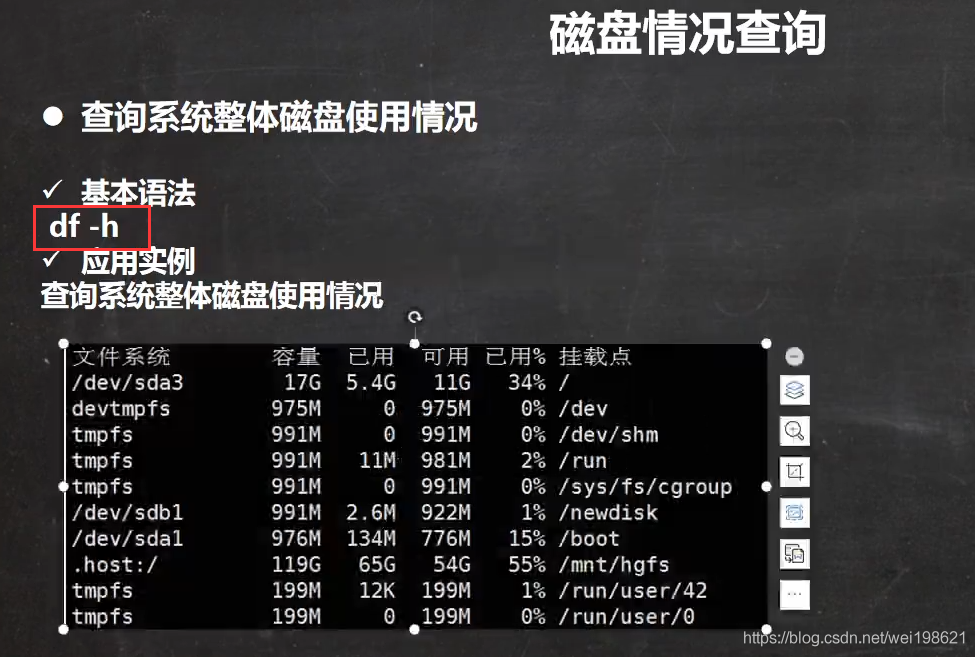 磁盘情况查询
● 查询系统整体磁盘使用情况
✓ 基本语法
df -h
✓ 应用实例
查询系统整体磁盘使用情况
文件系统 容量 已用 可用 已用% 挂载点
/dev/sda3 17G 5.4G 11G 34% /
devtmpfs 975M 0 975M 0% /dev
tmpfs 991M 0 991M 0% /dev/shm
tmpfs 991M 11M 981M 2% /run
tmpfs 991M 0 991M 0% /sys/fs/cgroup
/dev/sdb1 991M 2.6M 922M 1% /newdisk
/dev/sda1 976M 134M 776M 15% /boot
.host:/ 119G 65G 54G 55% /mnt/hgfs
tmpfs 199M 12K 199M 1% /run/user/42
tmpfs 199M 0 199M 0% /run/user/0
https://blog.csdn.net/wei198621